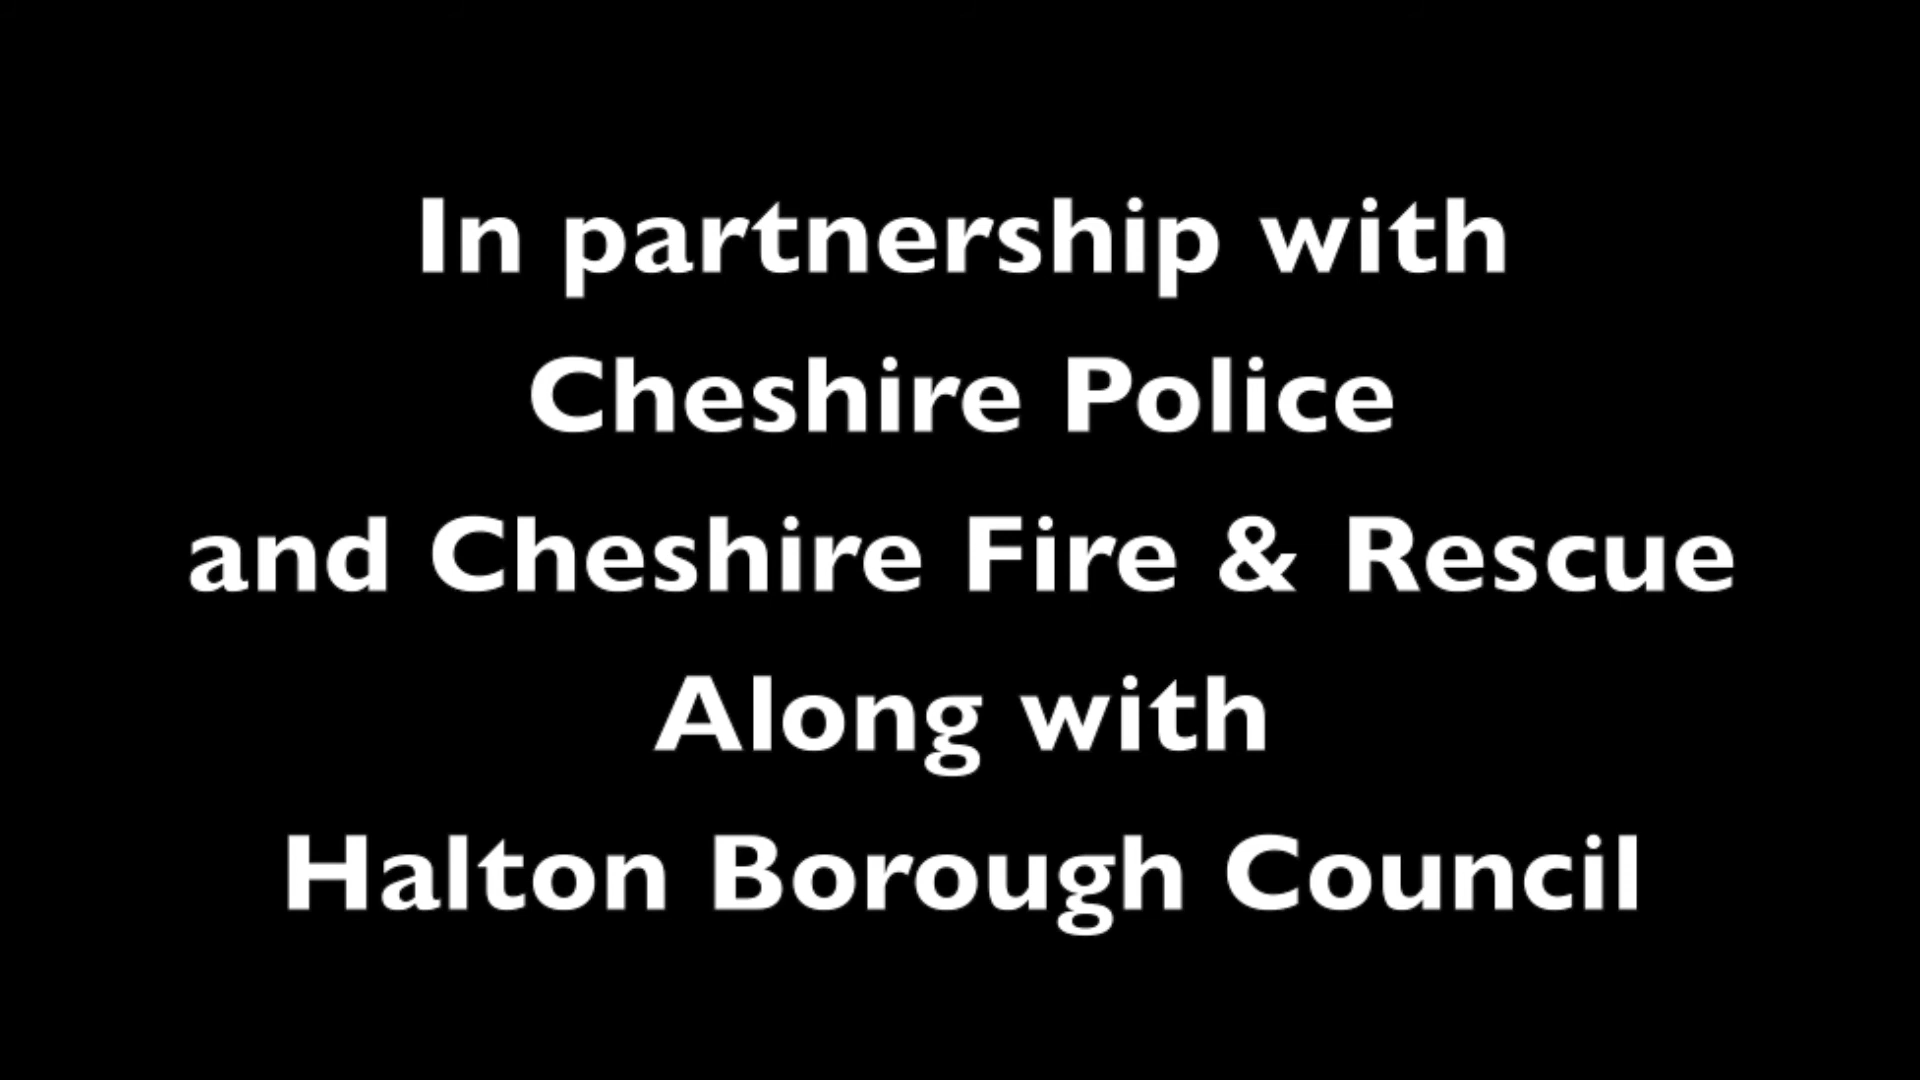 In partnership with
Cheshire Police
and Cheshire Fire & Rescue
Along with
Halton Borough Council